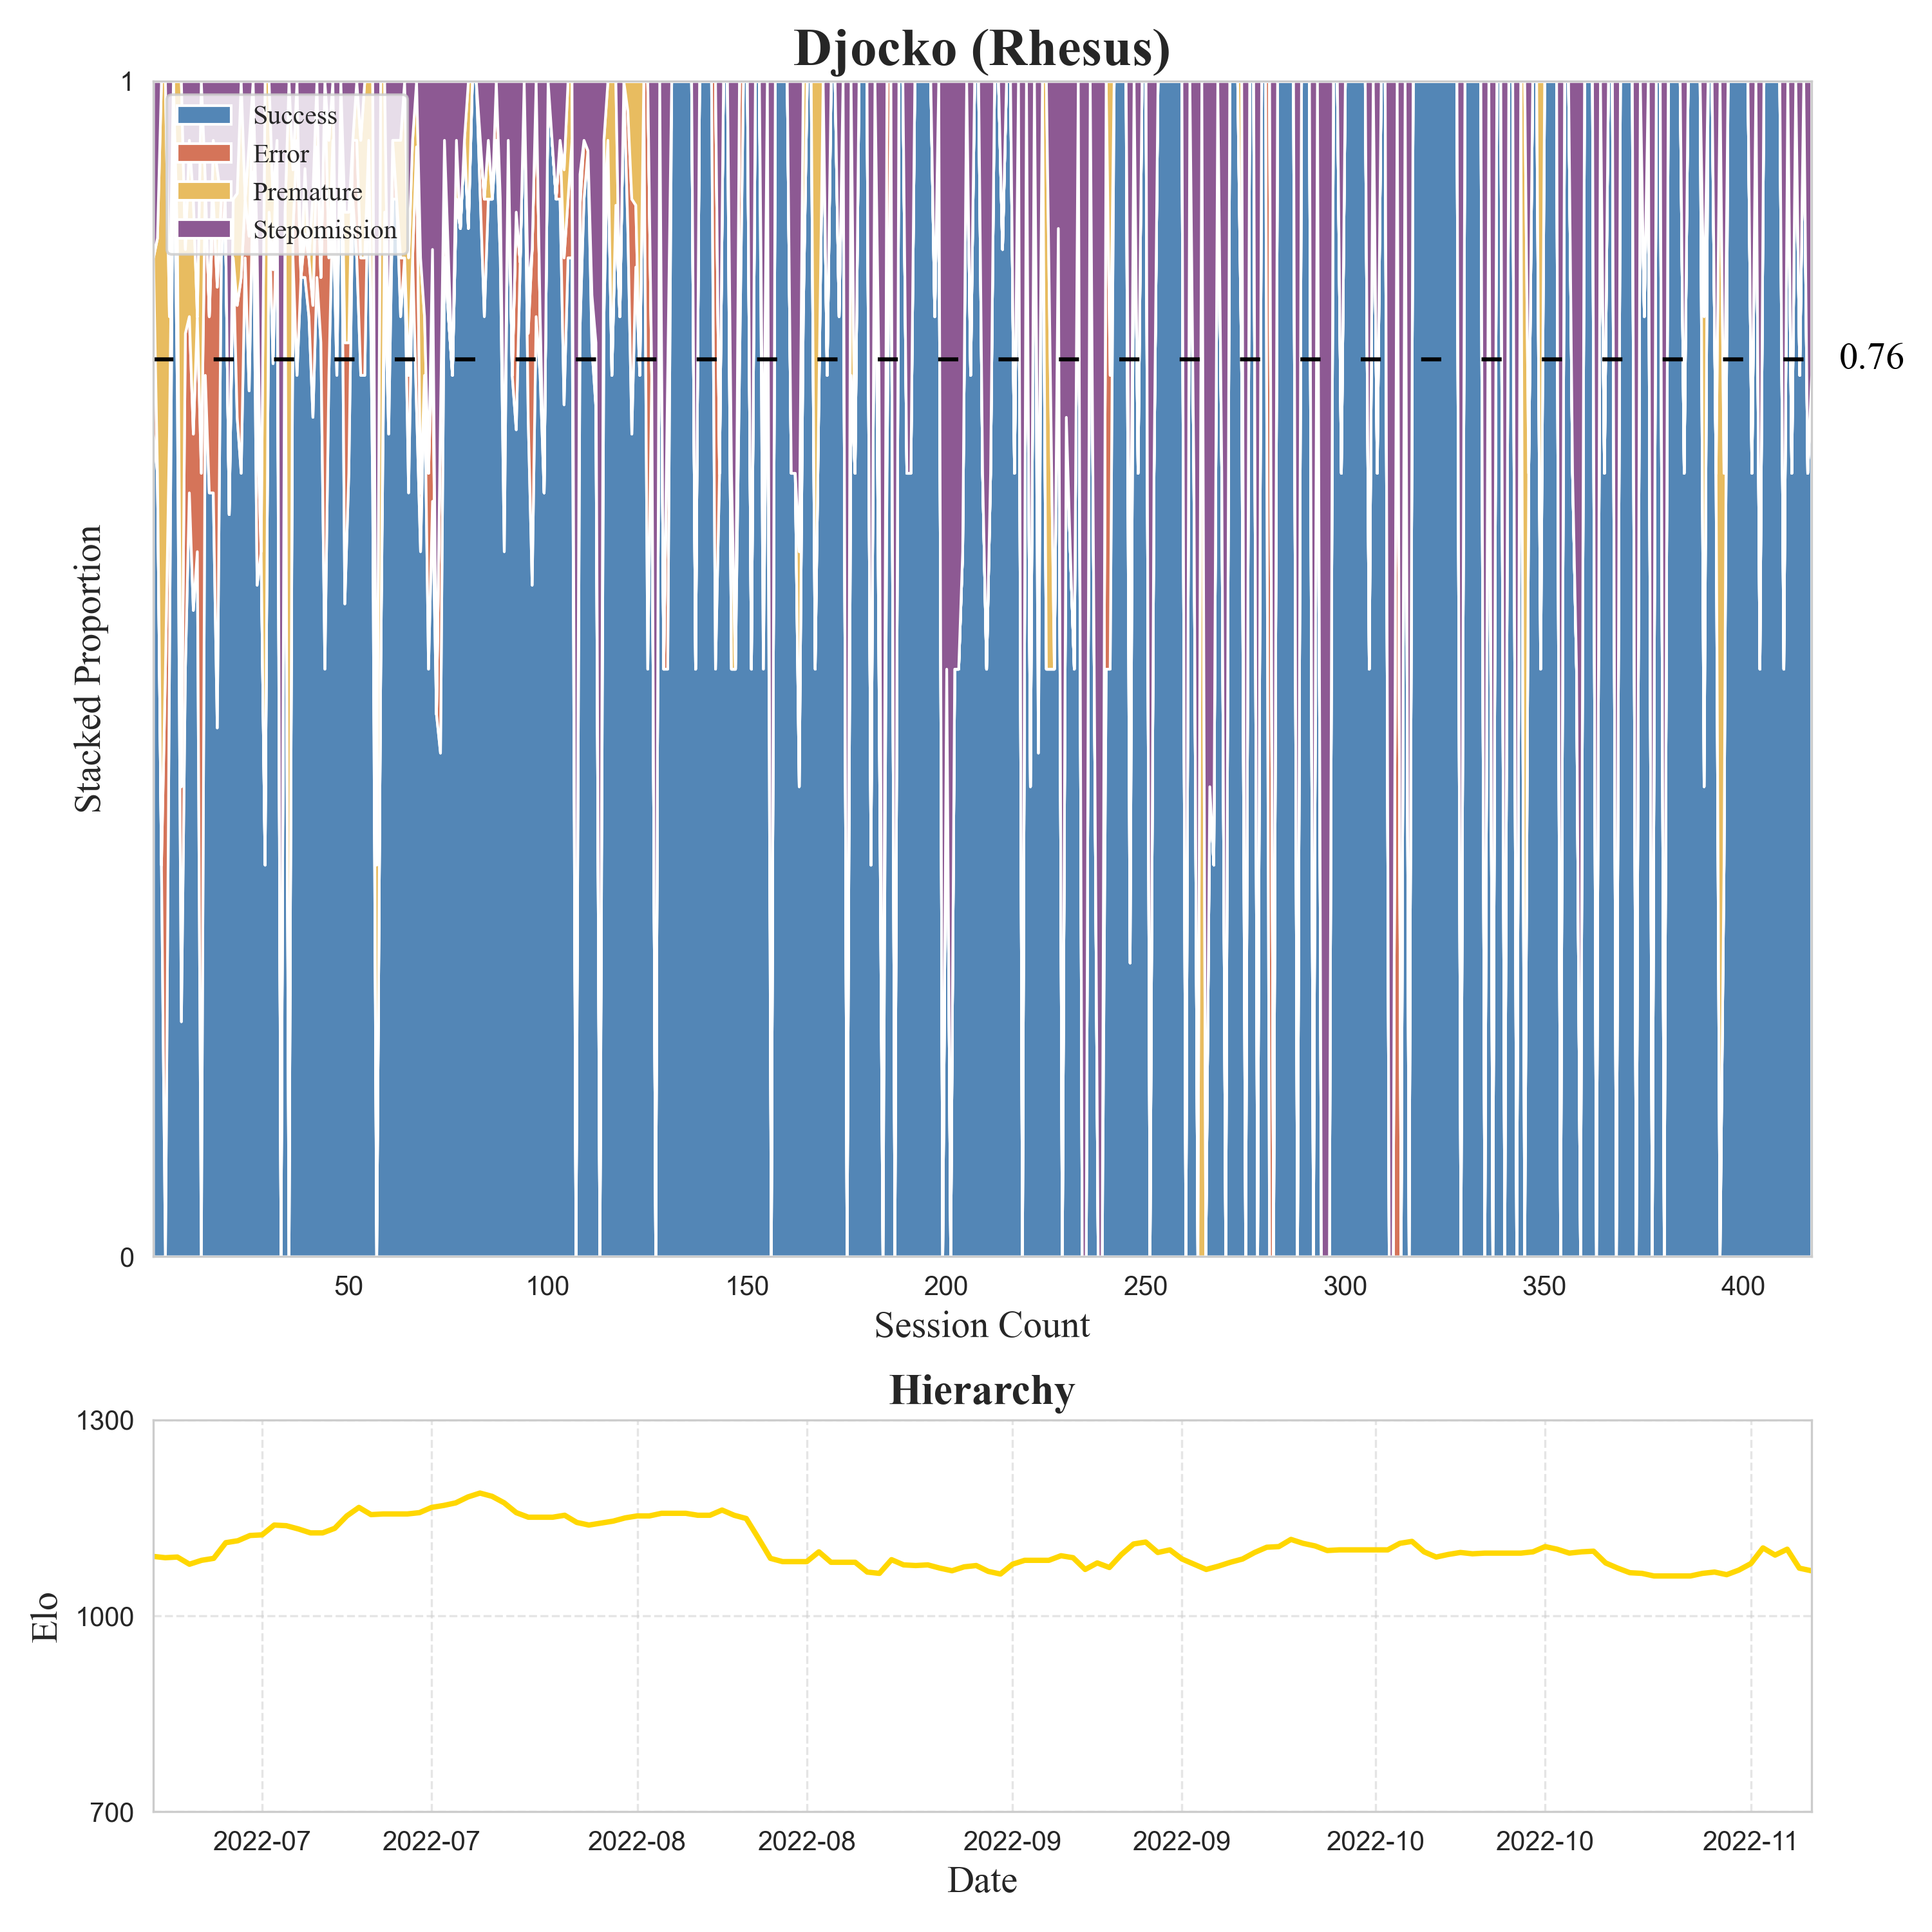 Djocko (Rhesus)
1
Success
Error
Premature
Stepomission
0.76
Stacked Proportion
0
50 100 150 200 250 300 350 400
Session Count
Hierarchy
1300
Elo
1000
700
2022-07 2022-07 2022-08 2022-08 2022-09 2022-09 2022-10 2022-10 2022-11
Date